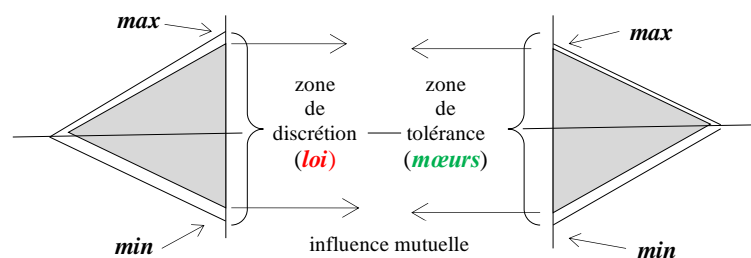 max
max
zone
de
discrétion
(loi)
zone
de
tolérance
(mœurs)
min
influence mutuelle
min